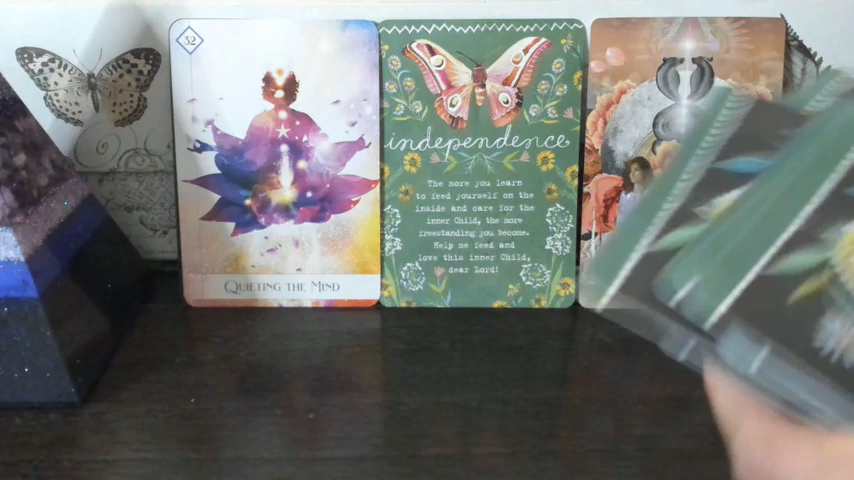 32
QUIETING THE MIND
independence
The more you learn
to feed yourself on the
inside and care for the
inner Child, the more
freestanding you become.
Help me feed and
love this inner Child,
dear Lord!